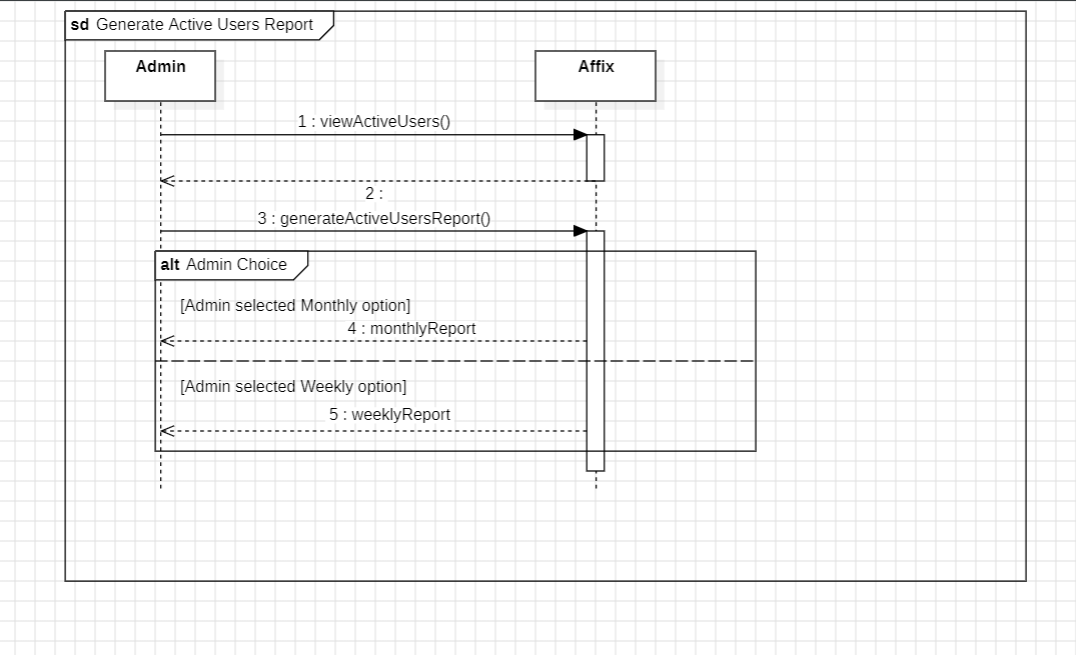 sd Generate Active Users Report
Admin
Affix
1 : viewActiveUsers()
2 :
3 : generateActiveUsersReport()
alt Admin Choice
[Admin selected Monthly option]
4 : monthlyReport
[Admin selected Weekly option]
5 : weeklyReport